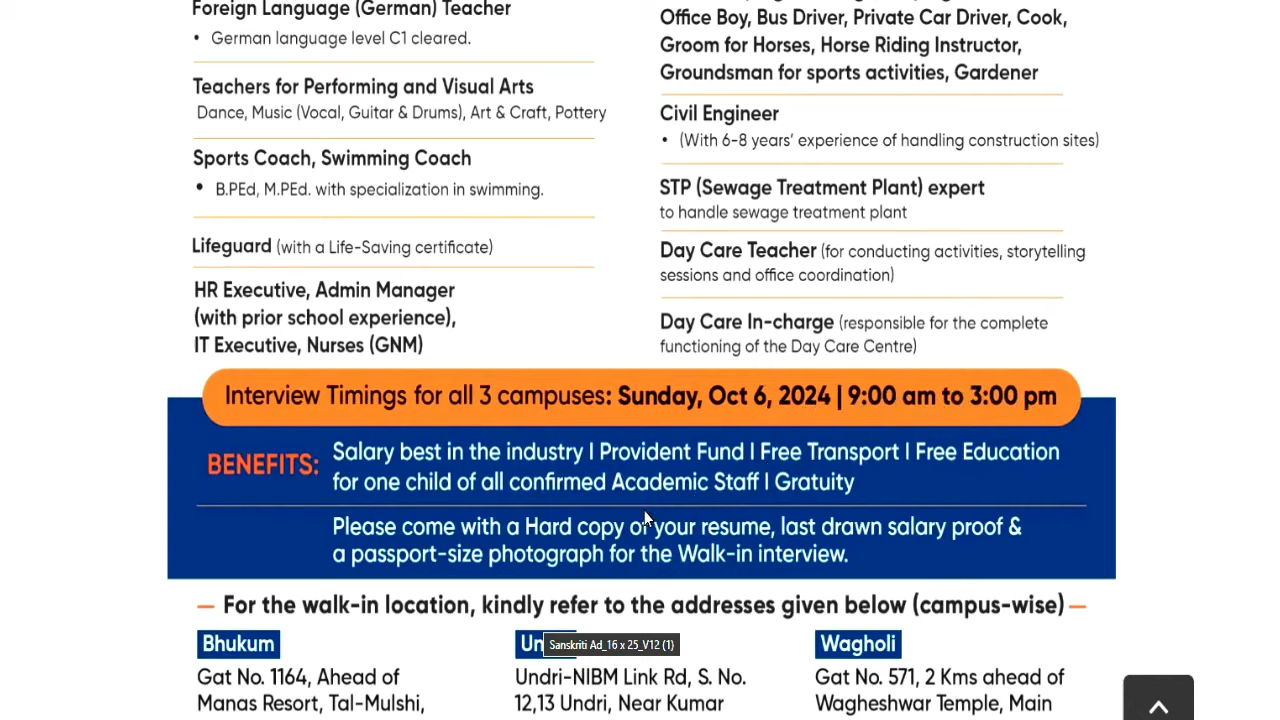 Foreign Language (German) Teacher
• German language level C1 cleared.
Teachers for Performing and Visual Arts
Dance, Music (Vocal, Guitar & Drums), Art & Craft, Pottery
Sports Coach, Swimming Coach
• B.PEd, M.PEd. with specialization in swimming.
Lifeguard (with a Life-Saving certificate)
HR Executive, Admin Manager
(with prior school experience),
IT Executive, Nurses (GNM)
Office Boy, Bus Driver, Private Car Driver, Cook,
Groom for Horses, Horse Riding Instructor,
Groundsman for sports activities, Gardener
Civil Engineer
• (With 6-8 years’ experience of handling construction sites)
STP (Sewage Treatment Plant) expert
to handle sewage treatment plant
Day Care Teacher (for conducting activities, storytelling
sessions and office coordination)
Day Care In-charge (responsible for the complete
functioning of the Day Care Centre)
Interview Timings for all 3 campuses: Sunday, Oct 6, 2024 | 9:00 am to 3:00 pm
BENEFITS: Salary best in the industry | Provident Fund | Free Transport | Free Education
for one child of all confirmed Academic Staff | Gratuity
Please come with a Hard copy of your resume, last drawn salary proof &
a passport-size photograph for the Walk-in interview.
— For the walk-in location, kindly refer to the addresses given below (campus-wise) —
Bhukum
Gat No. 1164, Ahead of
Manas Resort, Tal-Mulshi,
Sanskriti Ad_16 x 25_V12 (1)
Undri-NIBM Link Rd, S. No.
12,13 Undri, Near Kumar
Wagholi
Gat No. 571, 2 Kms ahead of
Wagheshwar Temple, Main